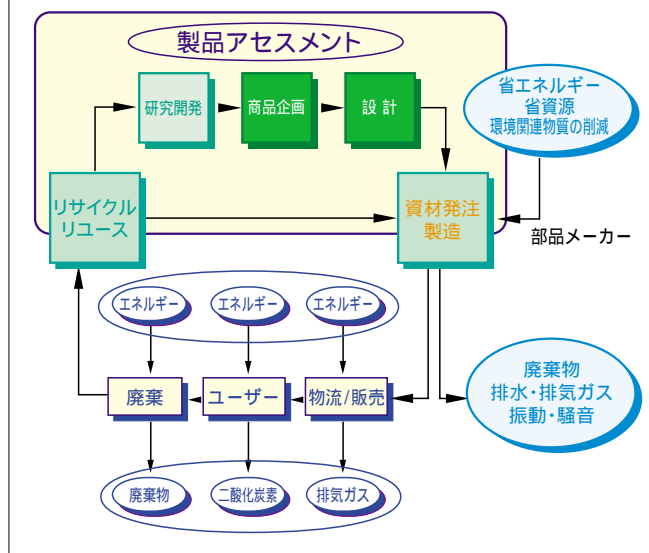 製品アセスメント
研究開発
商品企画
設計
省エネルギー
省資源
環境関連物質の削減
リサイクル
リユース
資材発注
製造
部品メーカー
エネルギー
エネルギー
エネルギー
廃棄
ユーザー
物流/販売
廃棄物
排水・排気ガス
振動・騒音
廃棄物
二酸化炭素
排気ガス